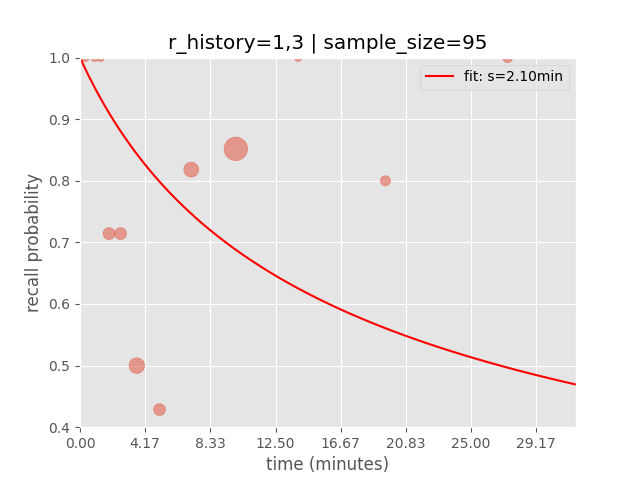 r_history=1,3 | sample_size=95
fit: s=2.10min
1.0
0.9
0.8
0.7
0.6
0.5
0.4
recall probability
0.00 4.17 8.33 12.50 16.67 20.83 25.00 29.17
time (minutes)